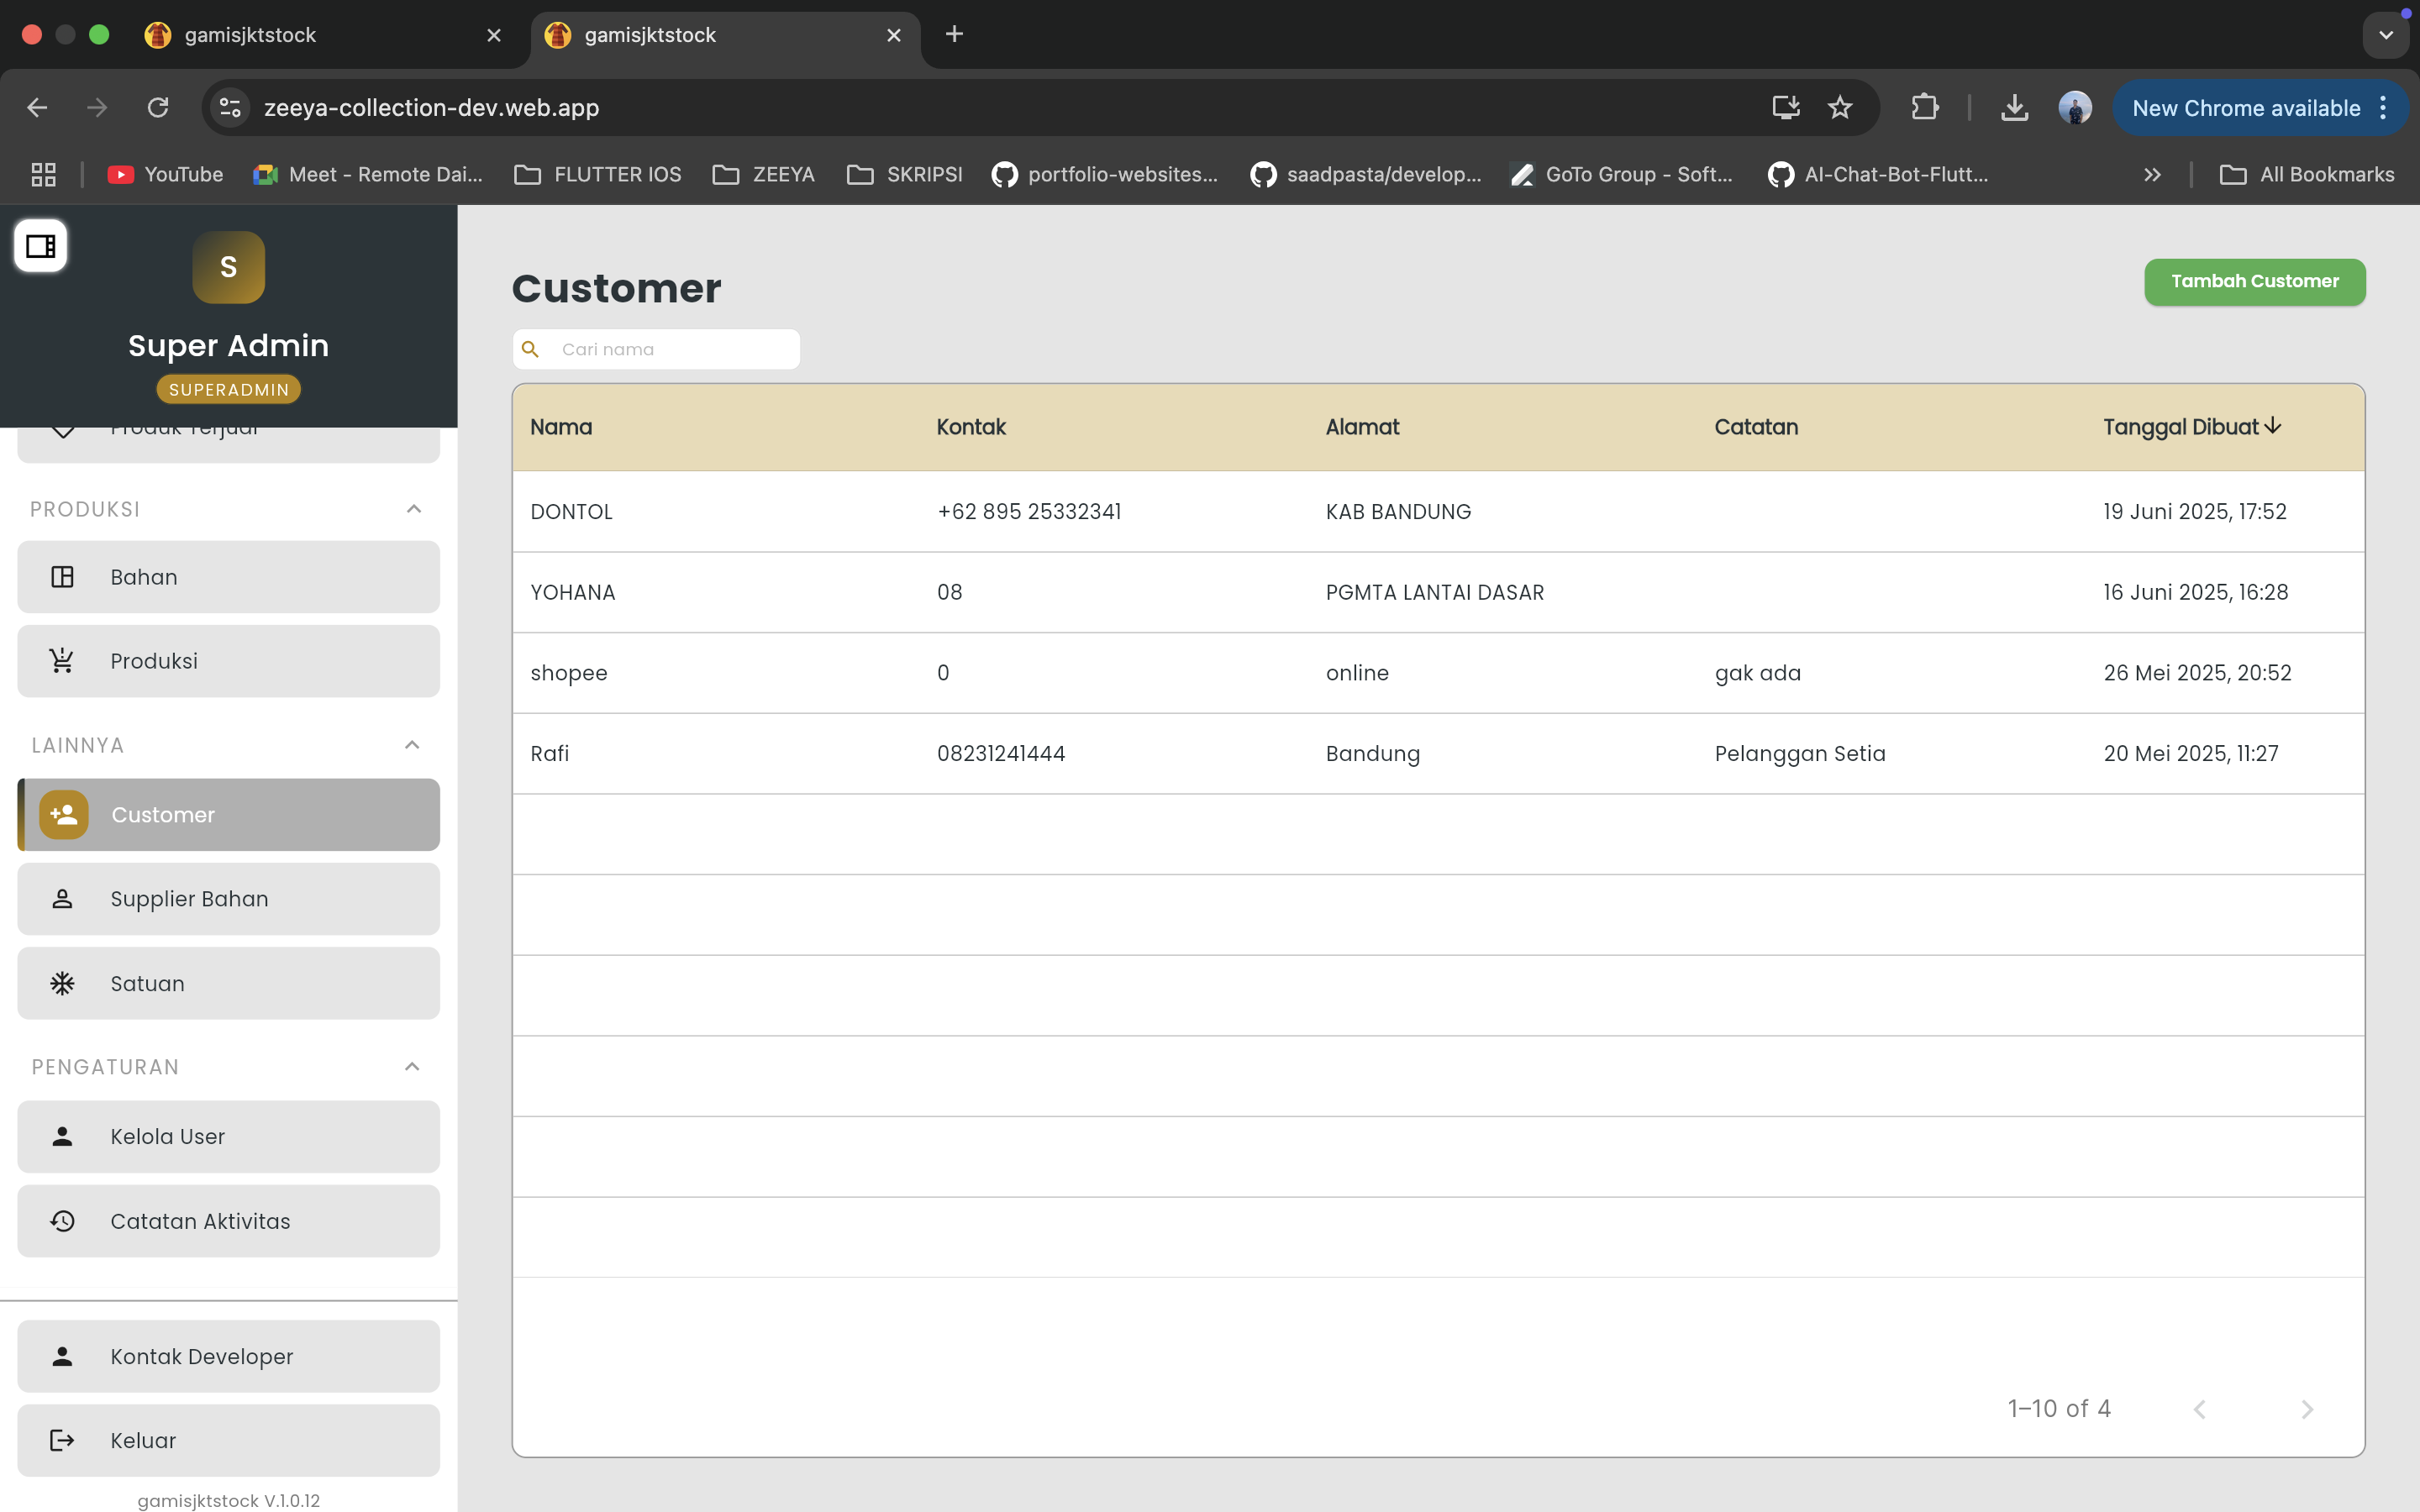 gamisjktstock
gamisjktstock
zeeya-collection-dev.web.app
New Chrome available
YouTube
Meet - Remote Dai...
FLUTTER IOS
ZEEYA
SKRIPSI
portfolio-websites...
saadpasta/develop...
GoTo Group - Soft...
AI-Chat-Bot-Flutt...
All Bookmarks
S
Super Admin
SUPERADMIN
Produk Terjual
PRODUKSI
Bahan
Produksi
LAINNYA
Customer
Supplier Bahan
Satuan
PENGATURAN
Kelola User
Catatan Aktivitas
Kontak Developer
Keluar
gamisjktstock V.1.0.12
Customer
Tambah Customer
Cari nama
Nama Kontak Alamat Catatan Tanggal Dibuat
DONTOL +62 895 25332341 KAB BANDUNG 19 Juni 2025, 17:52
YOHANA 08 PGMTA LANTAI DASAR 16 Juni 2025, 16:28
shopee 0 online gak ada 26 Mei 2025, 20:52
Rafi 08231241444 Bandung Pelanggan Setia 20 Mei 2025, 11:27
1–10 of 4